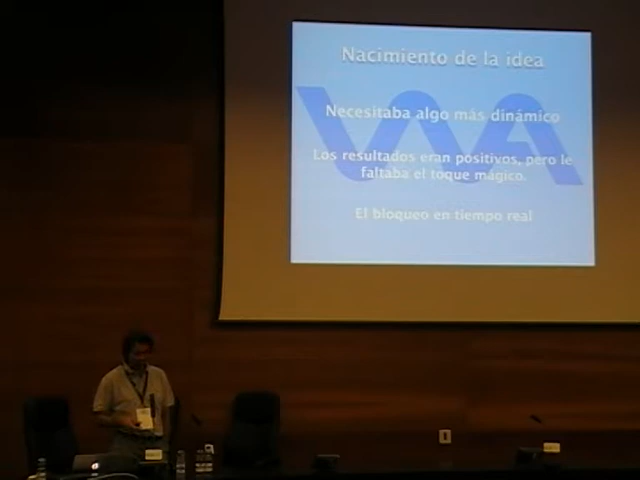 Nacimiento de la idea
Necesitaba algo más dinámico
Los resultados eran positivos, pero le
faltaba el toque mágico.
El bloqueo en tiempo real